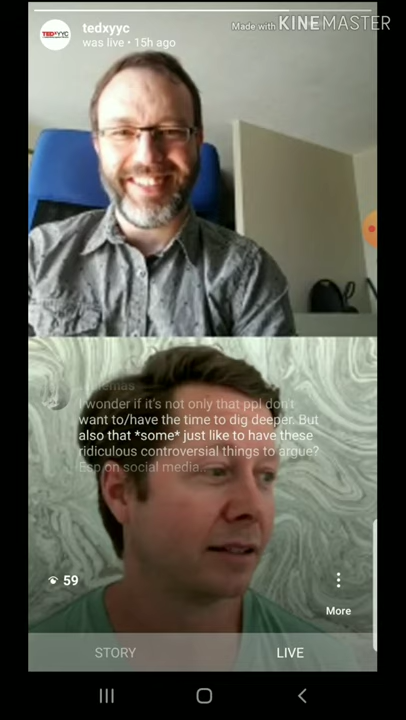 Made with KINEMASTER
TEDxYYC
tedxyyc
was live • 15h ago
I wonder if it's not only that ppl don't
want to/have the time to dig deeper. But
also that *some* just like to have these
ridiculous controversial things to argue?
Esp on social media..
59
More
STORY
LIVE